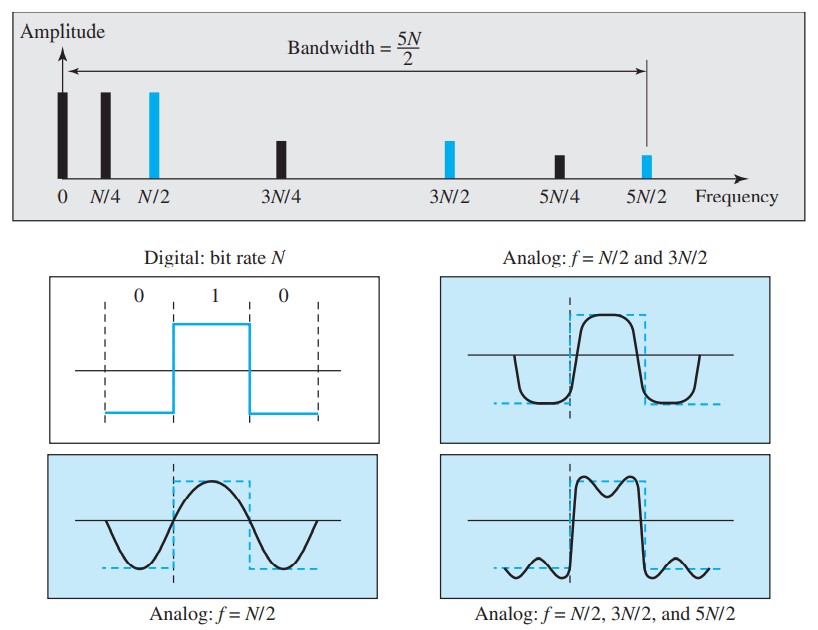 Amplitude
Bandwidth = 5N/2
0 N/4 N/2 3N/4 3N/2 5N/4 5N/2 Frequency
Digital: bit rate N
0 1 0
Analog: f = N/2 and 3N/2
Analog: f = N/2
Analog: f = N/2, 3N/2, and 5N/2